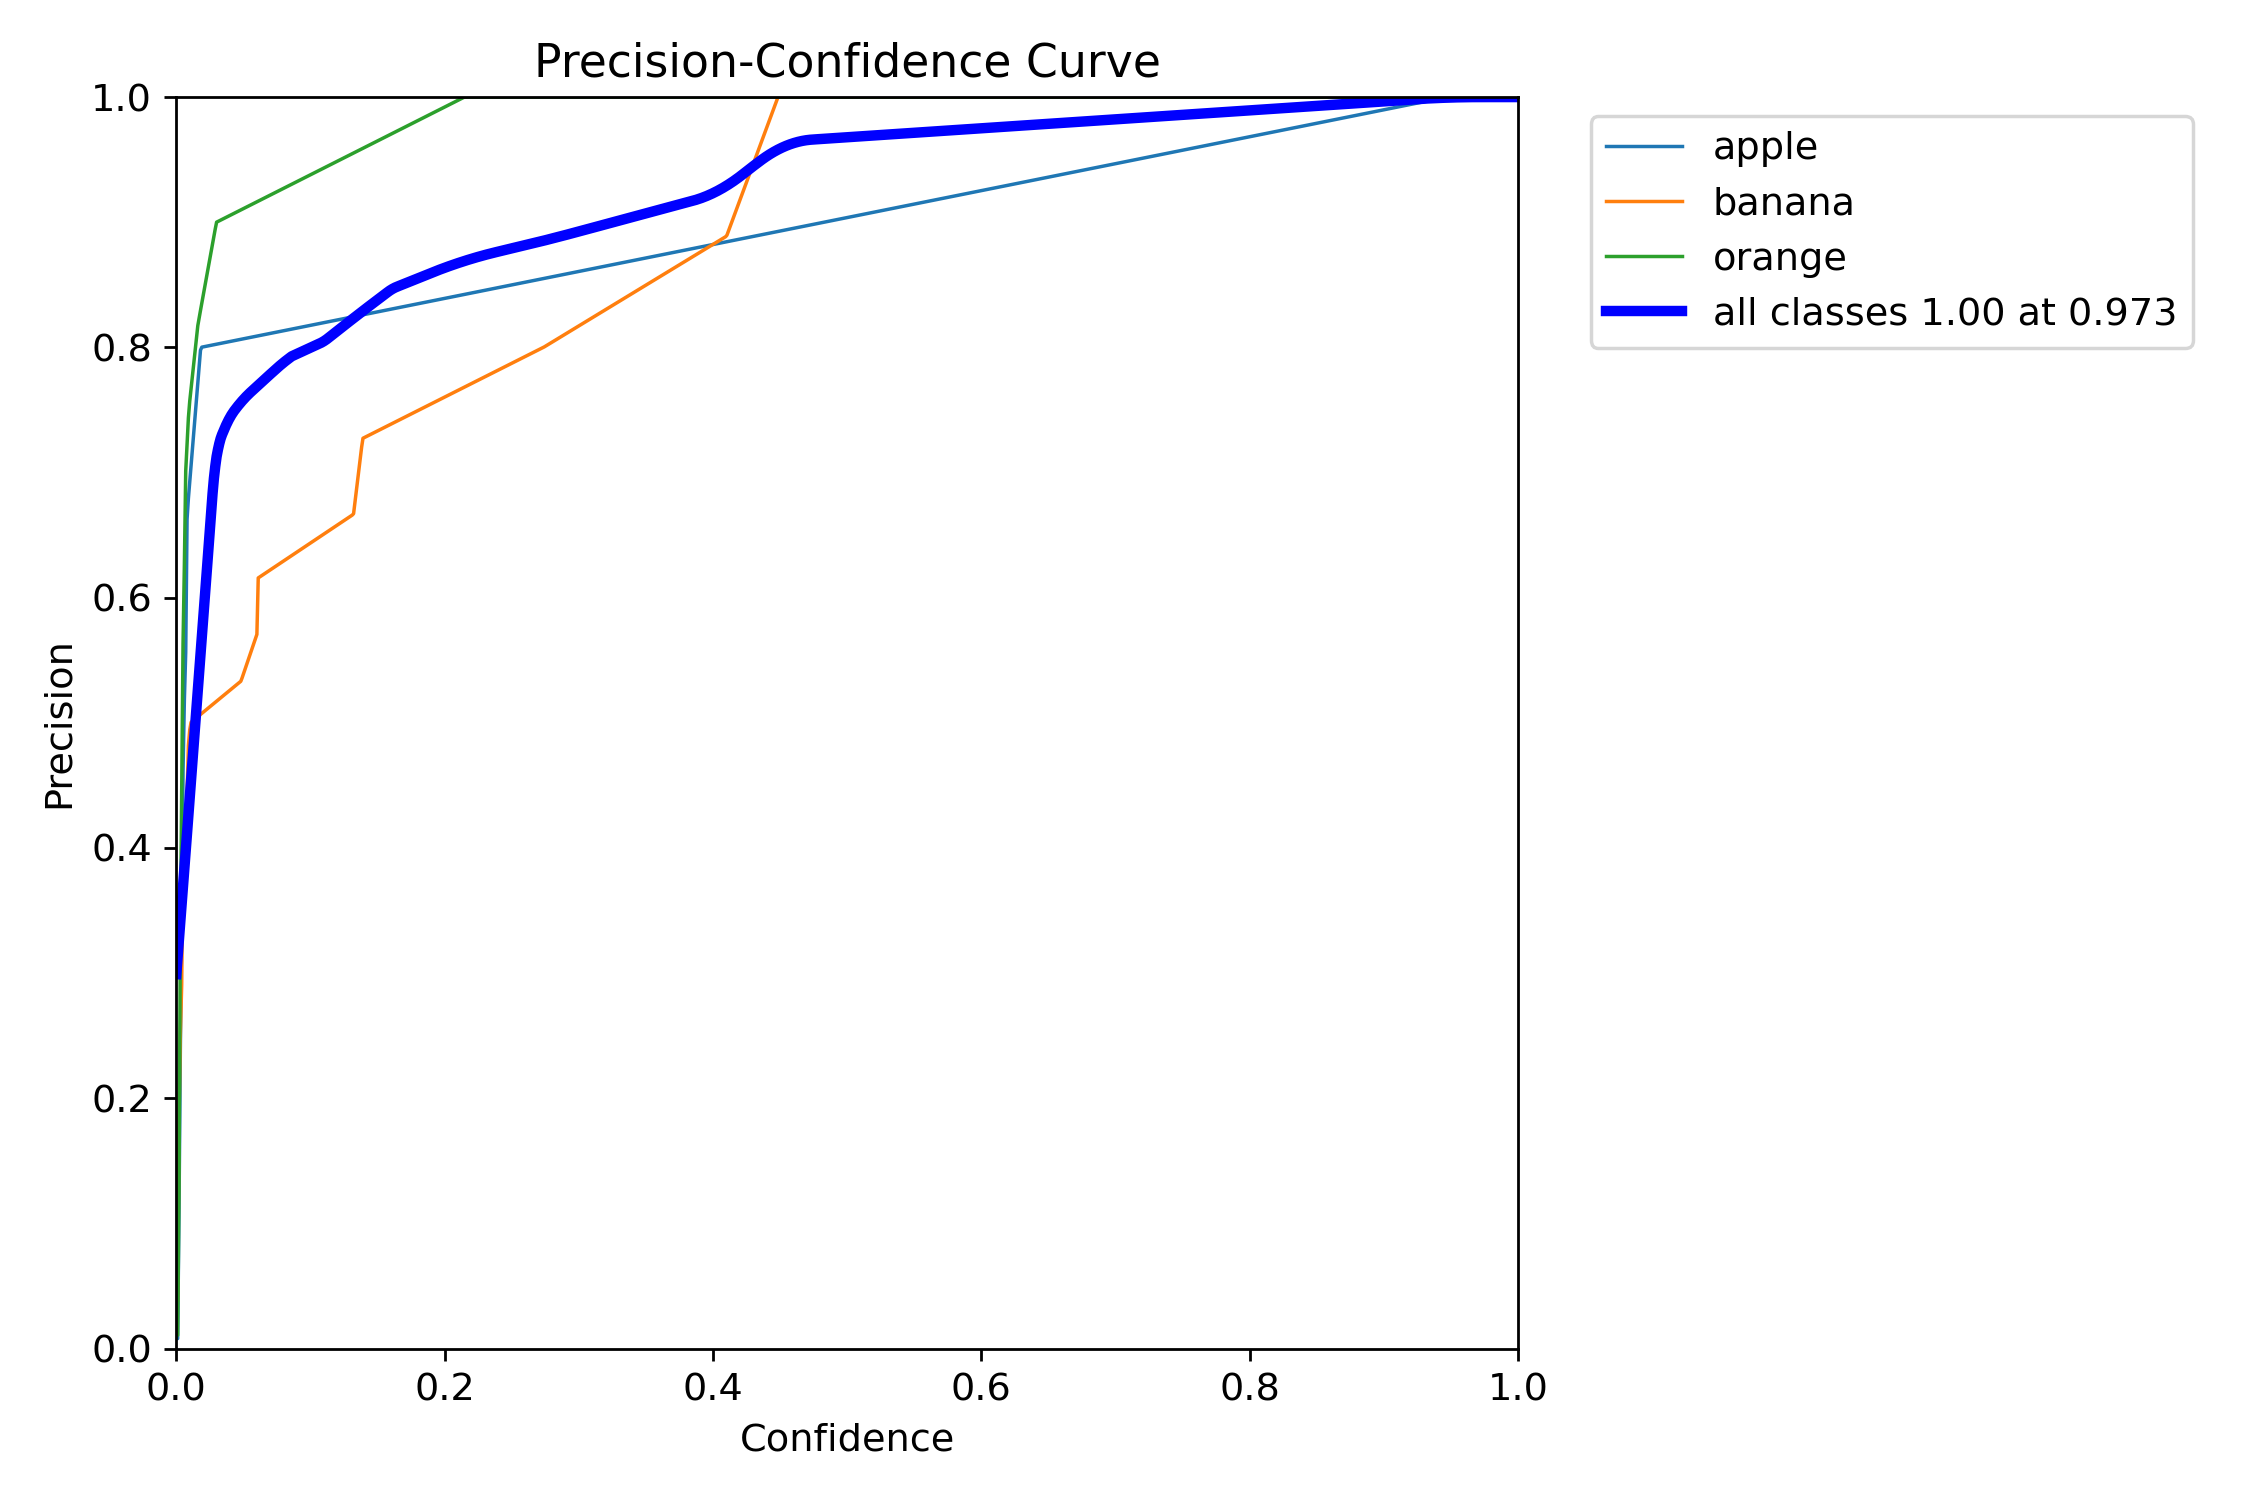 Precision-Confidence Curve
1.0
0.8
0.6
0.4
0.2
0.0
Precision
0.0 0.2 0.4 0.6 0.8 1.0
Confidence
apple
banana
orange
all classes 1.00 at 0.973